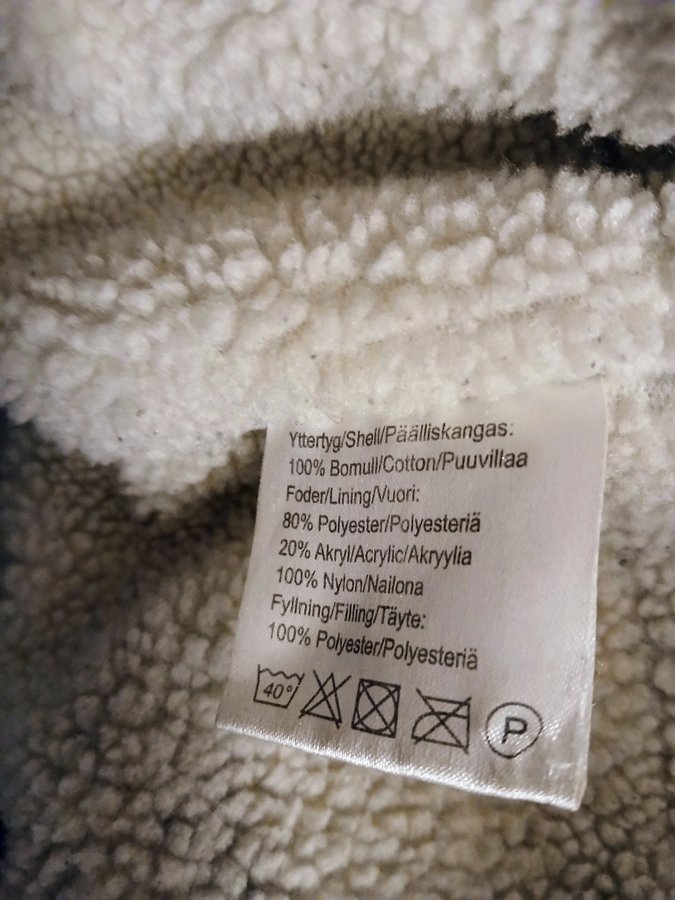 Yttertyg/Shell/Päälliskangas:
100% Bomull/Cotton/Puuvillaa
Foder/Lining/Vuori:
80% Polyester/Polyesteriä
20% Akryl/Acrylic/Akryylia
100% Nylon/Nailona
Fyllning/Filling/Täyte:
100% Polyester/Polyesteriä
40° P